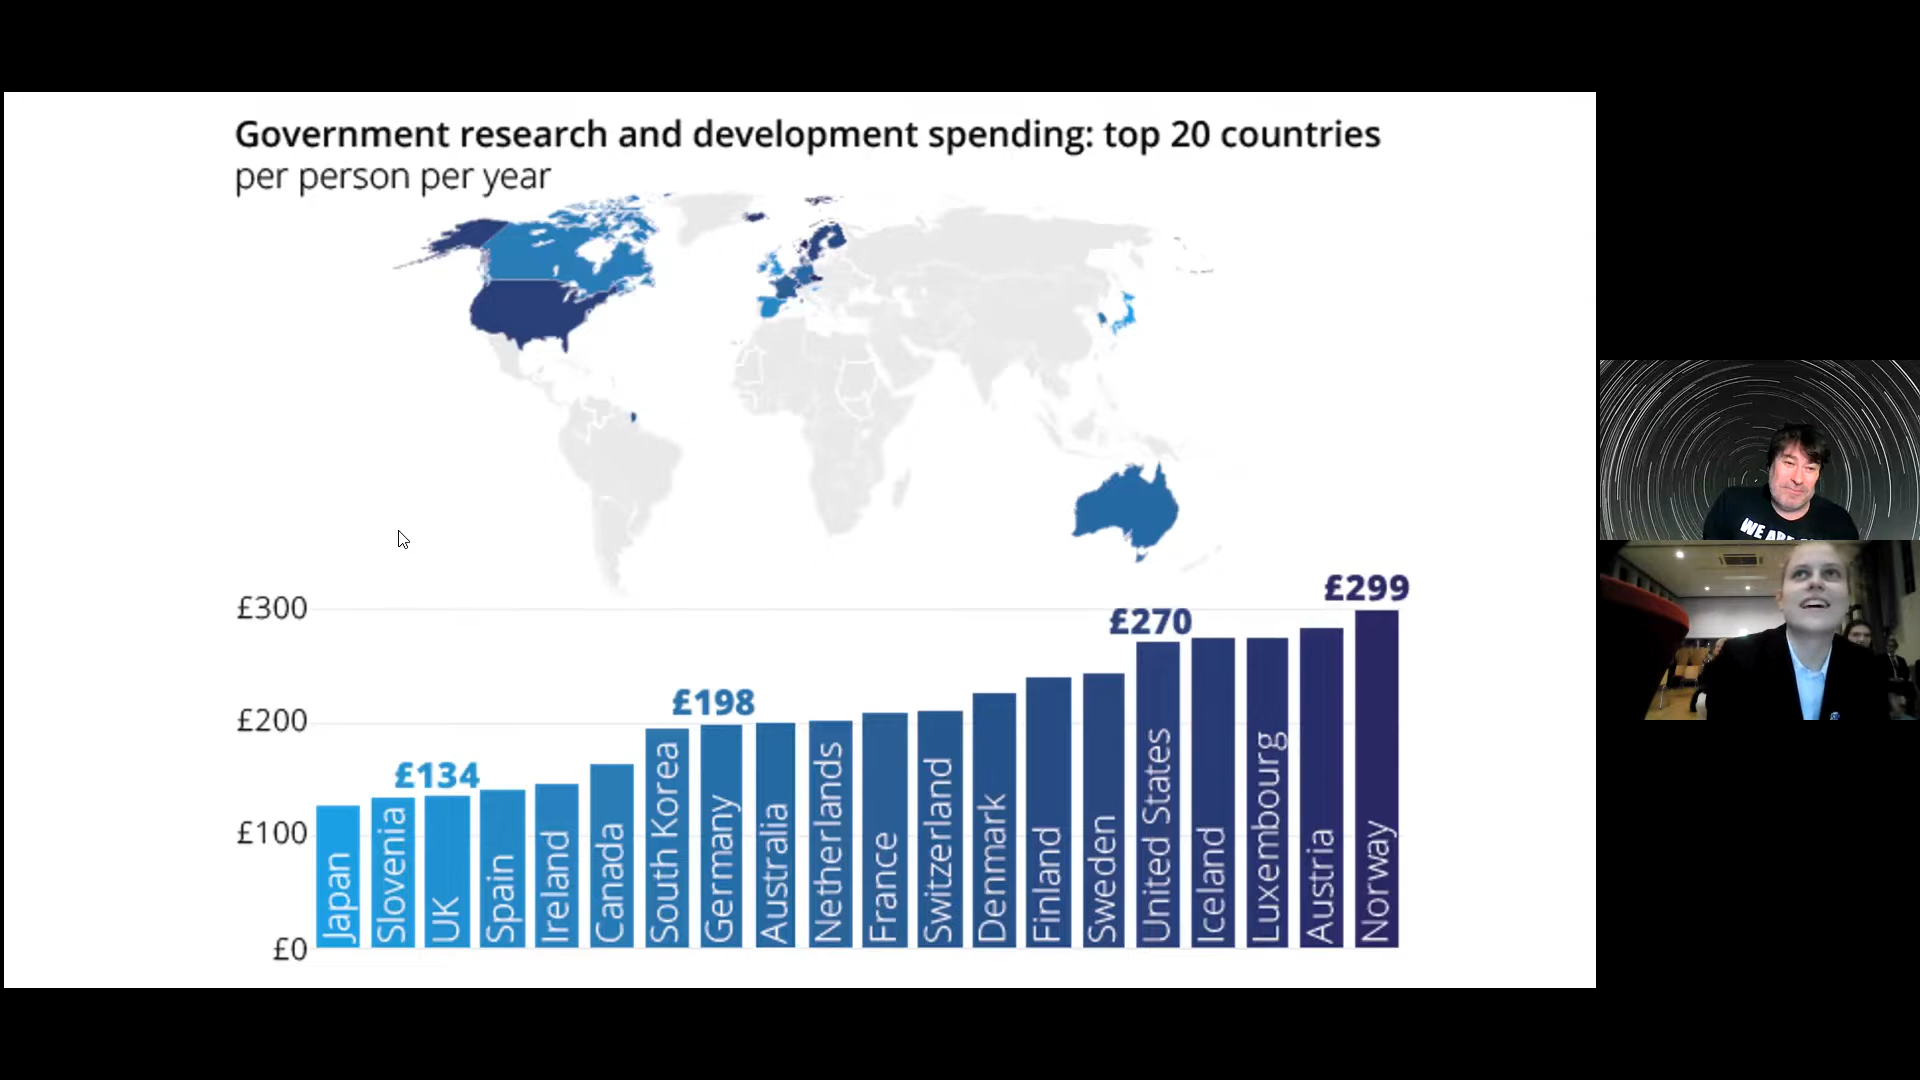 Government research and development spending: top 20 countries
per person per year
£300
£200
£100
£0
£134
£198
£270
£299
Japan
Slovenia
UK
Spain
Ireland
Canada
South Korea
Germany
Australia
Netherlands
France
Switzerland
Denmark
Finland
Sweden
United States
Iceland
Luxembourg
Austria
Norway
WE